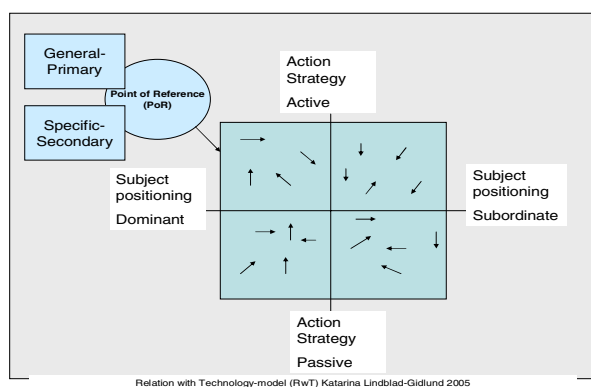 General-
Primary
Point of Reference
(PoR)
Specific-
Secondary
Action
Strategy
Active
Subject
positioning
Dominant
Subject
positioning
Subordinate
Action
Strategy
Passive
Relation with Technology-model (RwT) Katarina Lindblad-Gidlund 2005